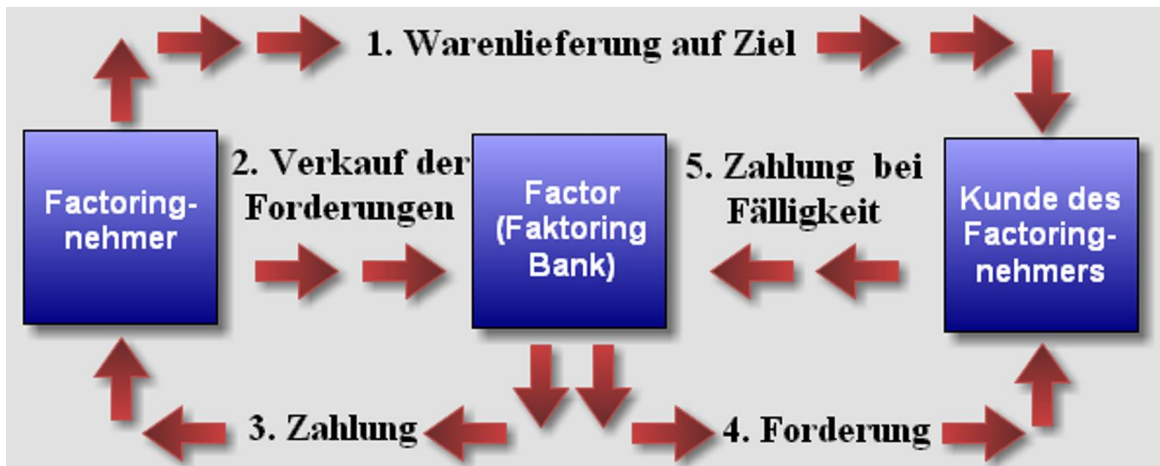 1. Warenlieferung auf Ziel
Factoring-
nehmer
2. Verkauf der
Forderungen
Factor
(Faktoring
Bank)
5. Zahlung bei
Fälligkeit
Kunde des
Factoring-
nehmers
3. Zahlung
4. Forderung